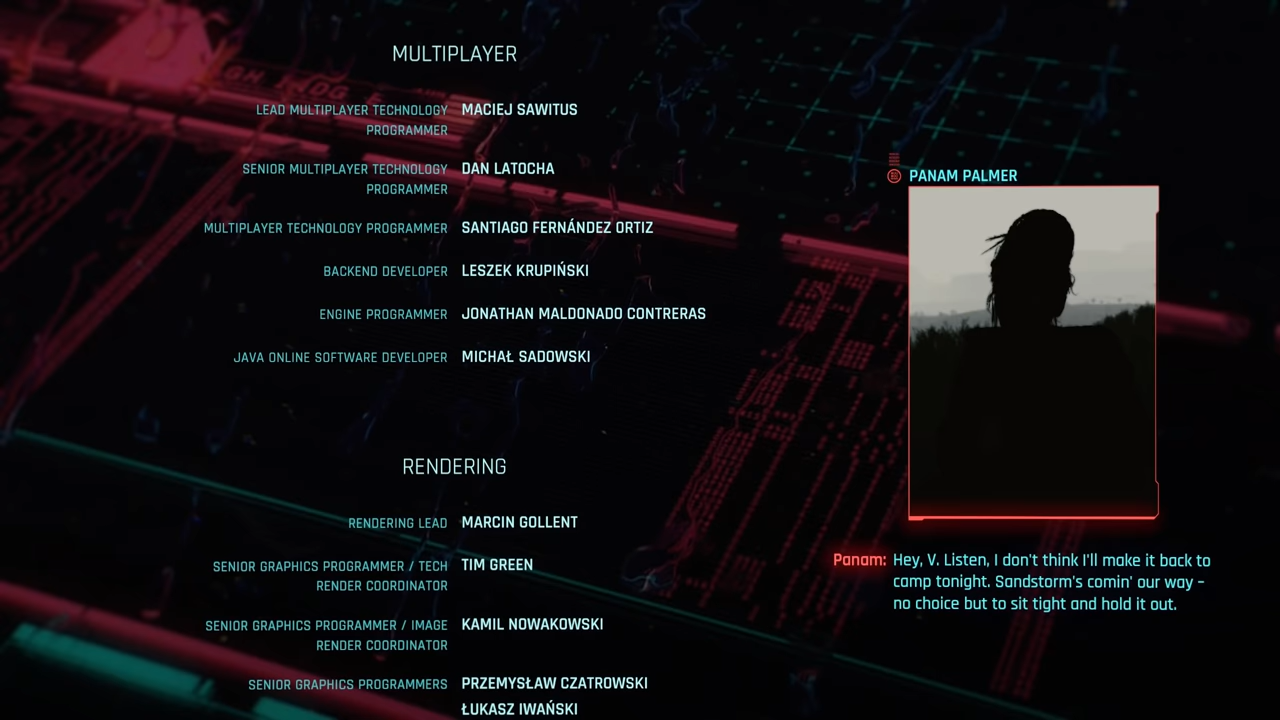 MULTIPLAYER
LEAD MULTIPLAYER TECHNOLOGY PROGRAMMER MACIEJ SAWITUS
SENIOR MULTIPLAYER TECHNOLOGY PROGRAMMER DAN LATOCHA
MULTIPLAYER TECHNOLOGY PROGRAMMER SANTIAGO FERNÁNDEZ ORTIZ
BACKEND DEVELOPER LESZEK KRUPIŃSKI
ENGINE PROGRAMMER JONATHAN MALDONADO CONTRERAS
JAVA ONLINE SOFTWARE DEVELOPER MICHAŁ SADOWSKI
RENDERING
RENDERING LEAD MARCIN GOLLENT
SENIOR GRAPHICS PROGRAMMER / TECH RENDER COORDINATOR TIM GREEN
SENIOR GRAPHICS PROGRAMMER / IMAGE RENDER COORDINATOR KAMIL NOWAKOWSKI
SENIOR GRAPHICS PROGRAMMERS PRZEMYSŁAW CZATROWSKI
ŁUKASZ IWAŃSKI
PANAM PALMER
Panam: Hey, V. Listen, I don't think I'll make it back to
camp tonight. Sandstorm's comin' our way –
no choice but to sit tight and hold it out.